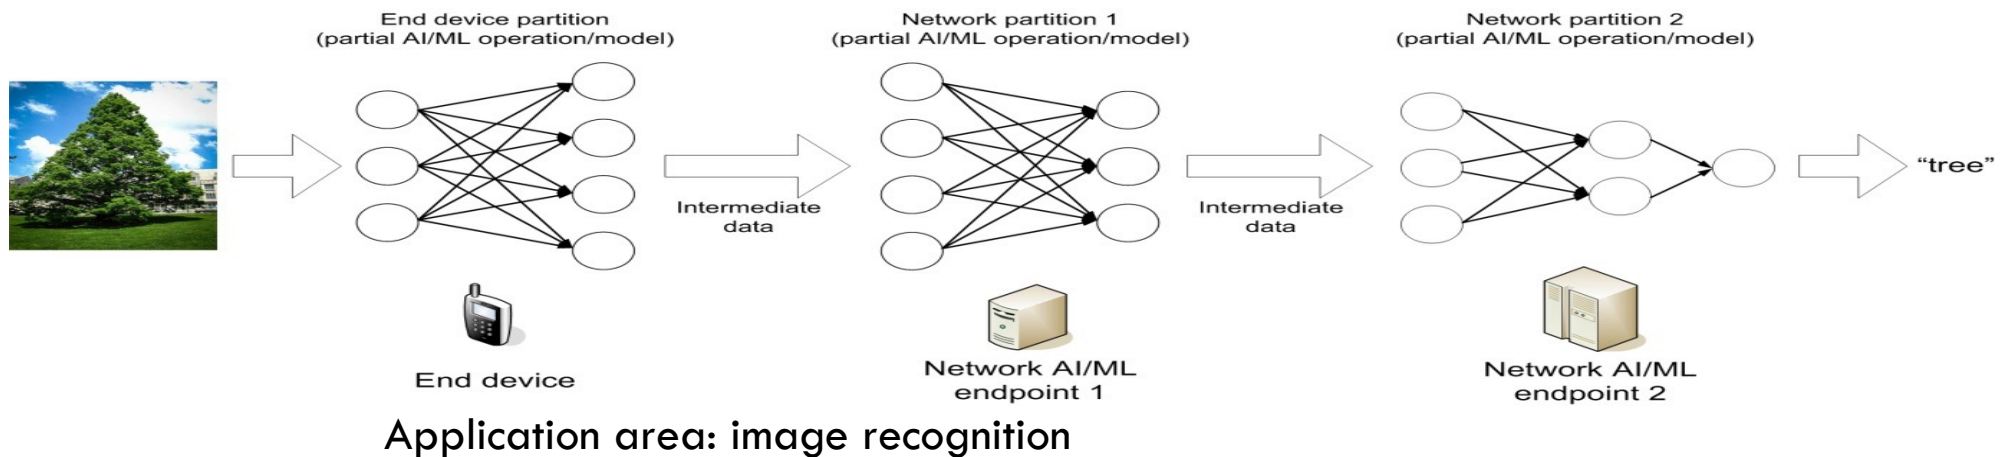 End device partition
(partial AI/ML operation/model)
Network partition 1
(partial AI/ML operation/model)
Network partition 2
(partial AI/ML operation/model)
Intermediate
data
Intermediate
data
“tree”
End device
Network AI/ML
endpoint 1
Network AI/ML
endpoint 2
Application area: image recognition